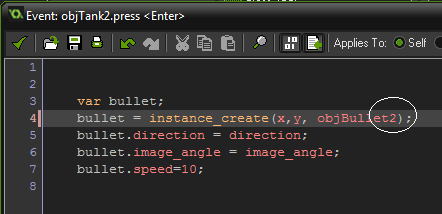 Event: objTank2.press <Enter>
Applies To: Self
1
2
3 var bullet;
4 bullet = instance_create(x,y, objBullet2);
5 bullet.direction = direction;
6 bullet.image_angle = image_angle;
7 bullet.speed=10;
8